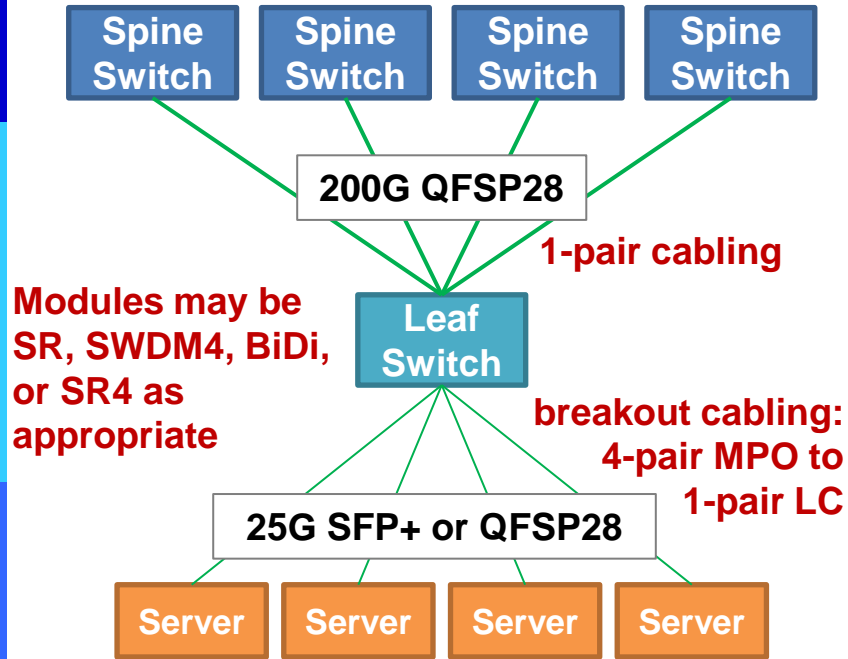 Spine Switch
Spine Switch
Spine Switch
Spine Switch
200G QFSP28
1-pair cabling
Modules may be
SR, SWDM4, BiDi,
or SR4 as
appropriate
Leaf
Switch
breakout cabling:
4-pair MPO to
1-pair LC
25G SFP+ or QFSP28
Server
Server
Server
Server